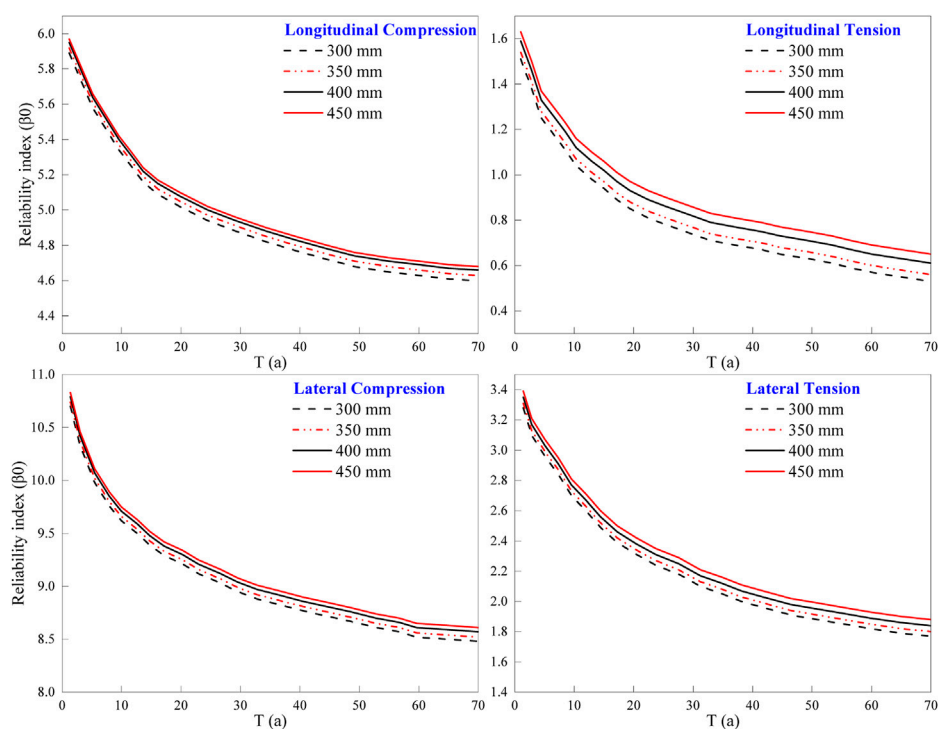 Longitudinal Compression
300 mm
350 mm
400 mm
450 mm
Reliability index (β0)
6.0
5.8
5.6
5.4
5.2
5.0
4.8
4.6
4.4
0 10 20 30 40 50 60 70
T (a)
Longitudinal Tension
300 mm
350 mm
400 mm
450 mm
1.6
1.4
1.2
1.0
0.8
0.6
0.4
0 10 20 30 40 50 60 70
T (a)
Lateral Compression
300 mm
350 mm
400 mm
450 mm
Reliability index (β0)
11.0
10.5
10.0
9.5
9.0
8.5
8.0
0 10 20 30 40 50 60 70
T (a)
Lateral Tension
300 mm
350 mm
400 mm
450 mm
3.4
3.2
3.0
2.8
2.6
2.4
2.2
2.0
1.8
1.6
1.4
0 10 20 30 40 50 60 70
T (a)